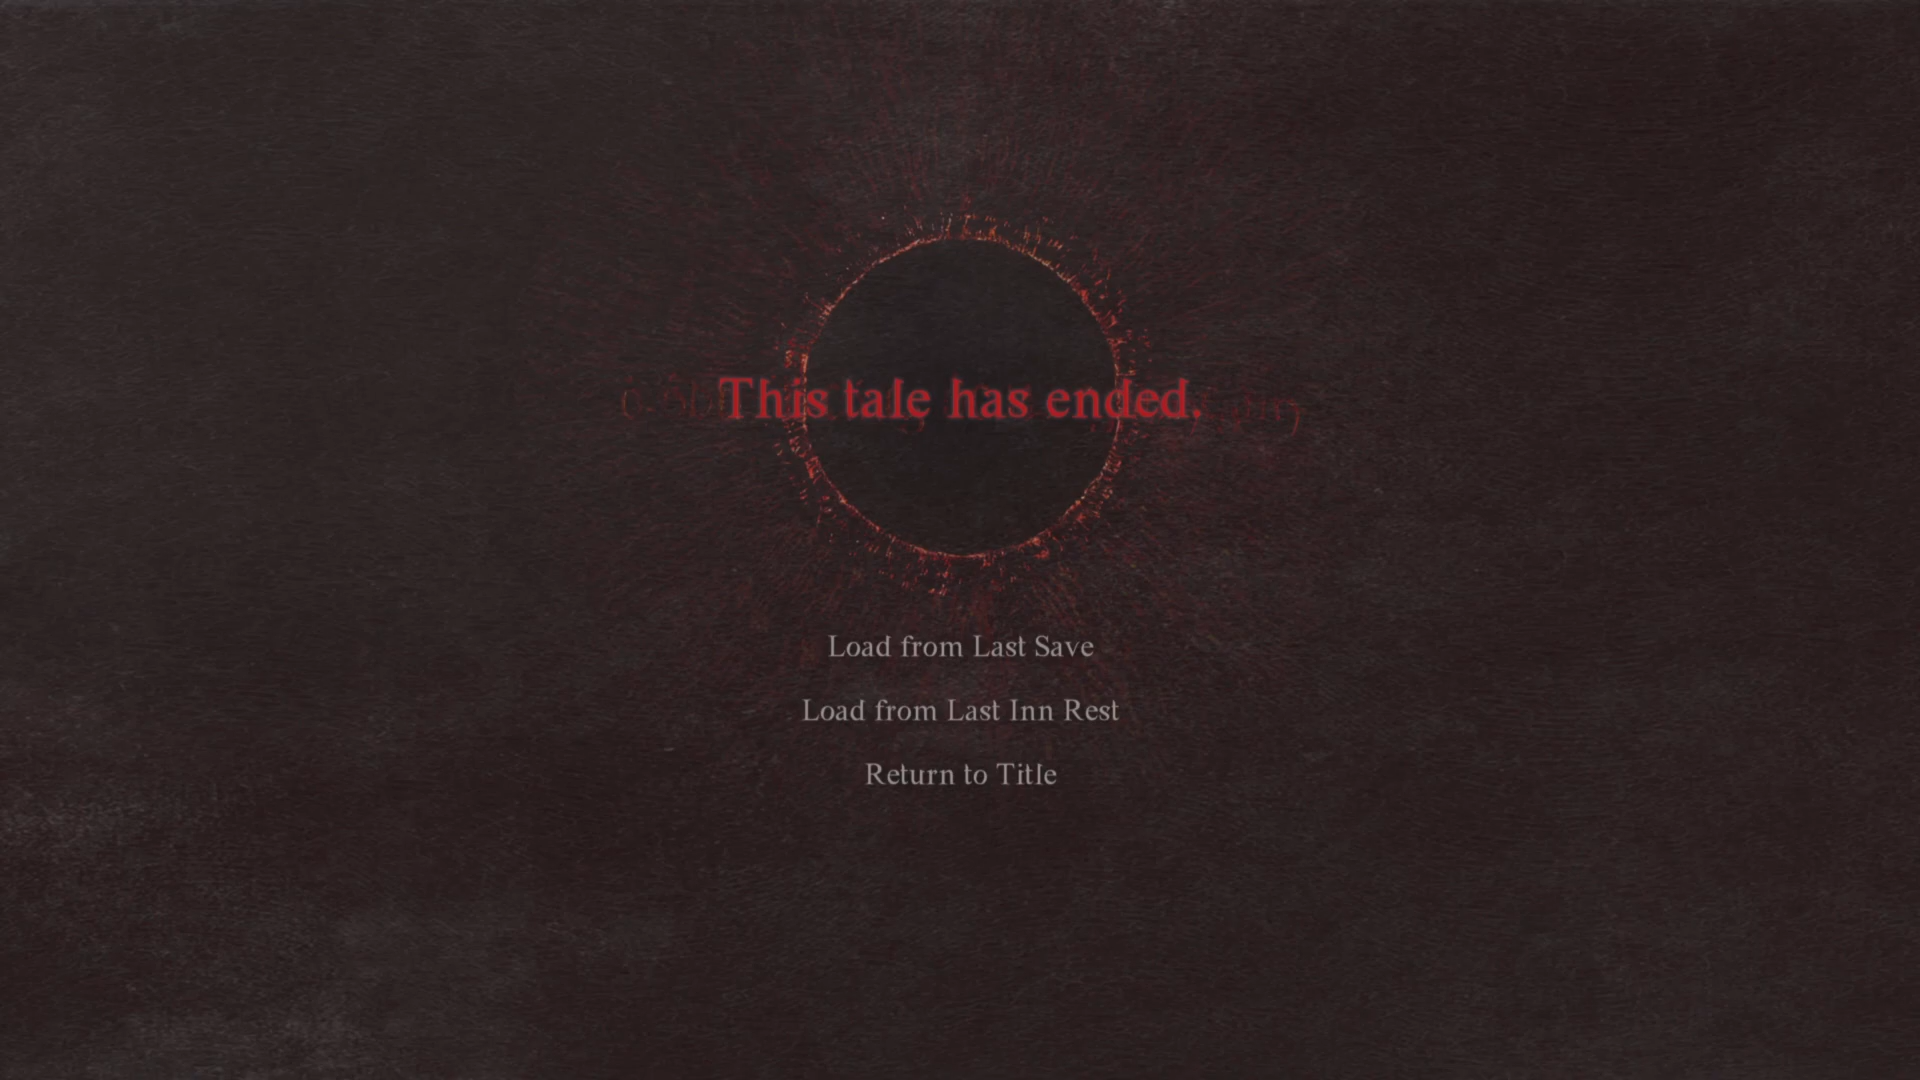 This tale has ended.
Load from Last Save
Load from Last Inn Rest
Return to Title